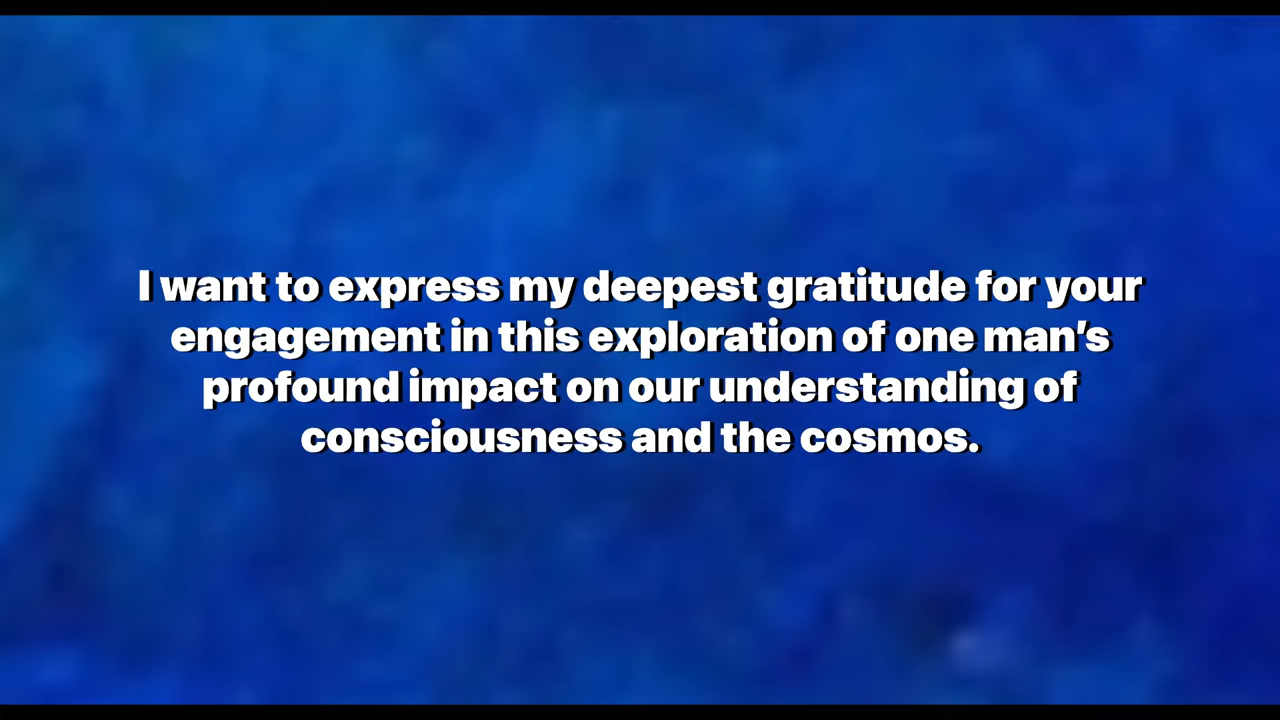 I want to express my deepest gratitude for your
engagement in this exploration of one man’s
profound impact on our understanding of
consciousness and the cosmos.